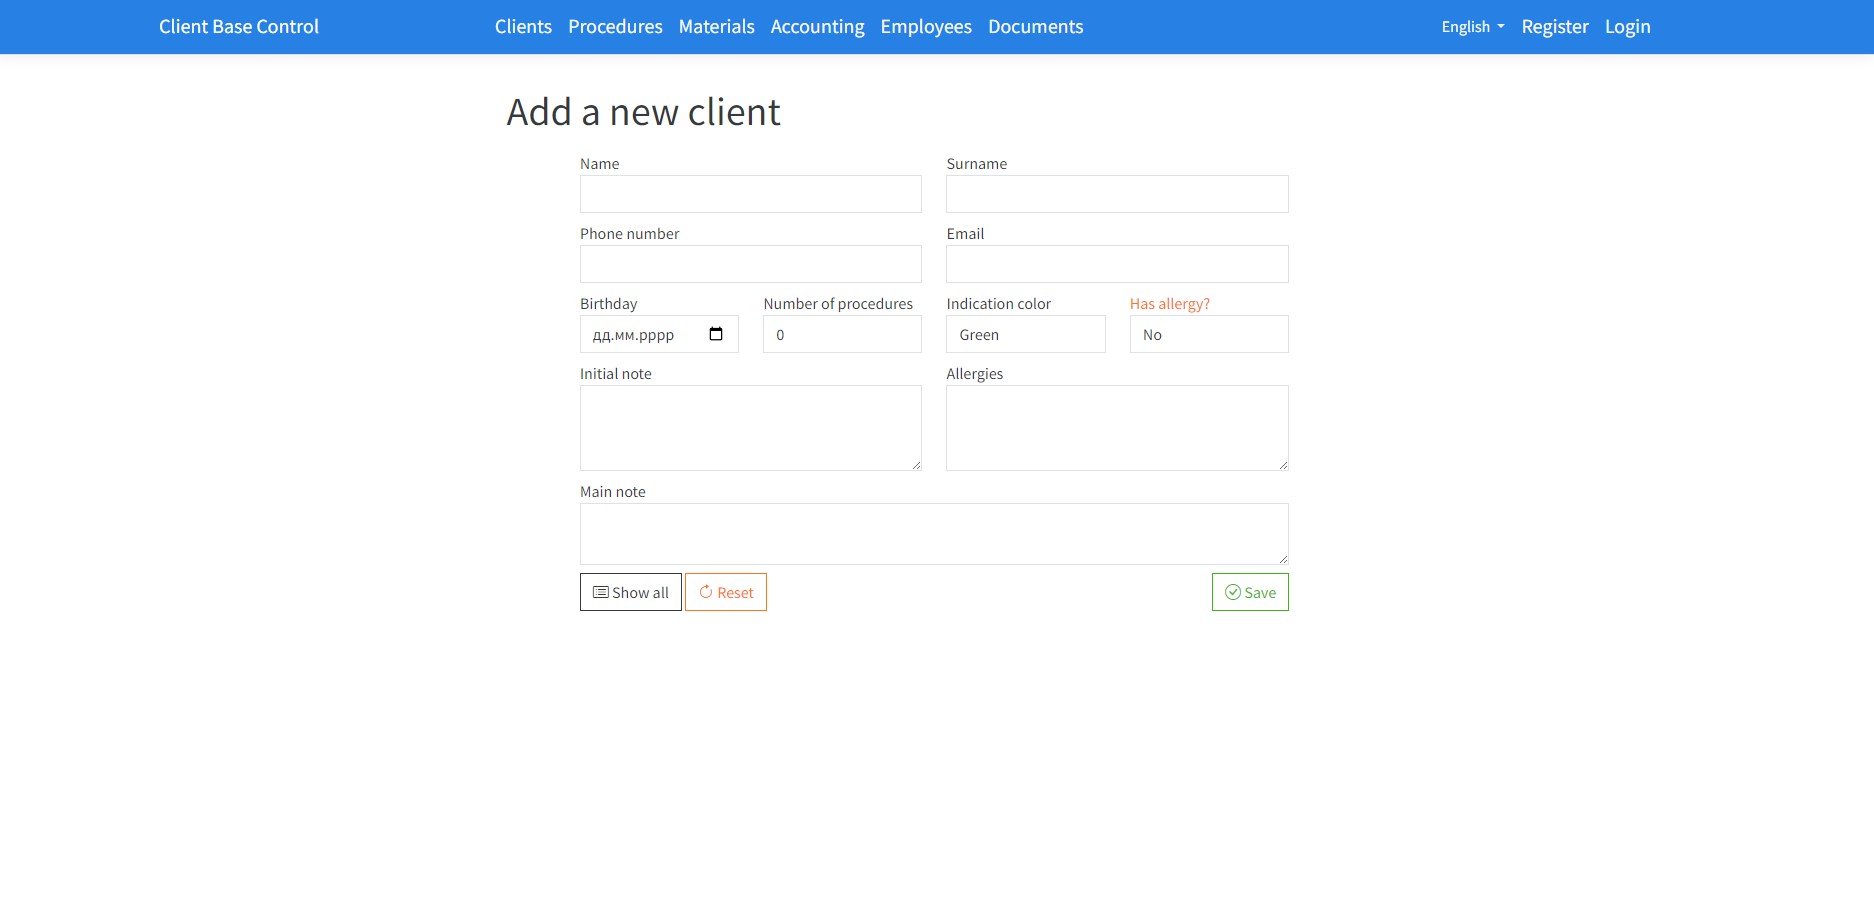 Client Base Control Clients Procedures Materials Accounting Employees Documents English Register Login
Add a new client
Name Surname
Phone number Email
Birthday Number of procedures Indication color Has allergy?
дд.мм.рррр 0 Green No
Initial note Allergies
Main note
Show all Reset Save